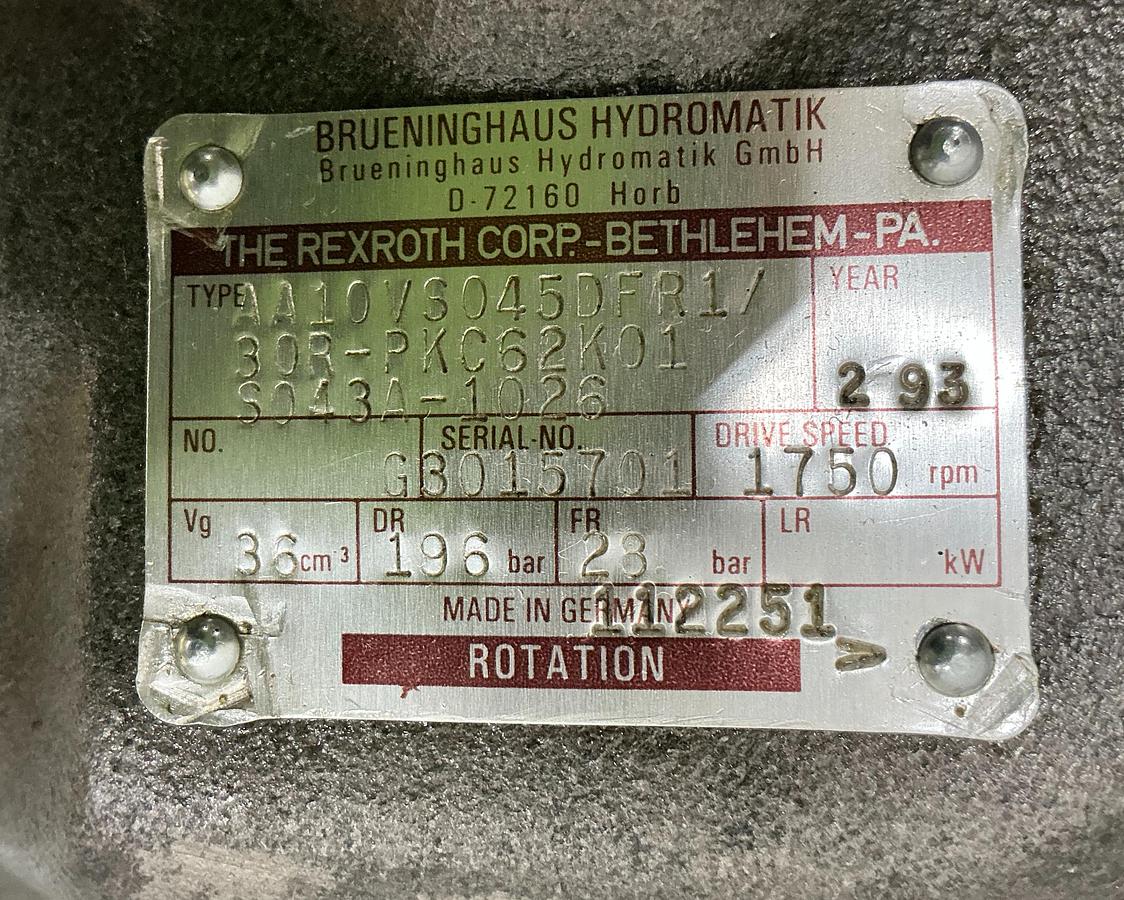 BRUENINGHAUS HYDROMATIK
Brueninghaus Hydromatik GmbH
D-72160 Horb
THE REXROTH CORP.-BETHLEHEM-PA.
TYPE AA10VSO45DFR1/
30R-PKC62K01
SO43A-1026
YEAR
2 93
NO.
SERIAL-NO.
G3015701
DRIVE SPEED
1750 rpm
Vg 36 cm³
DR 196 bar
FR 23 bar
LR kW
MADE IN GERMANY
112251
>
ROTATION